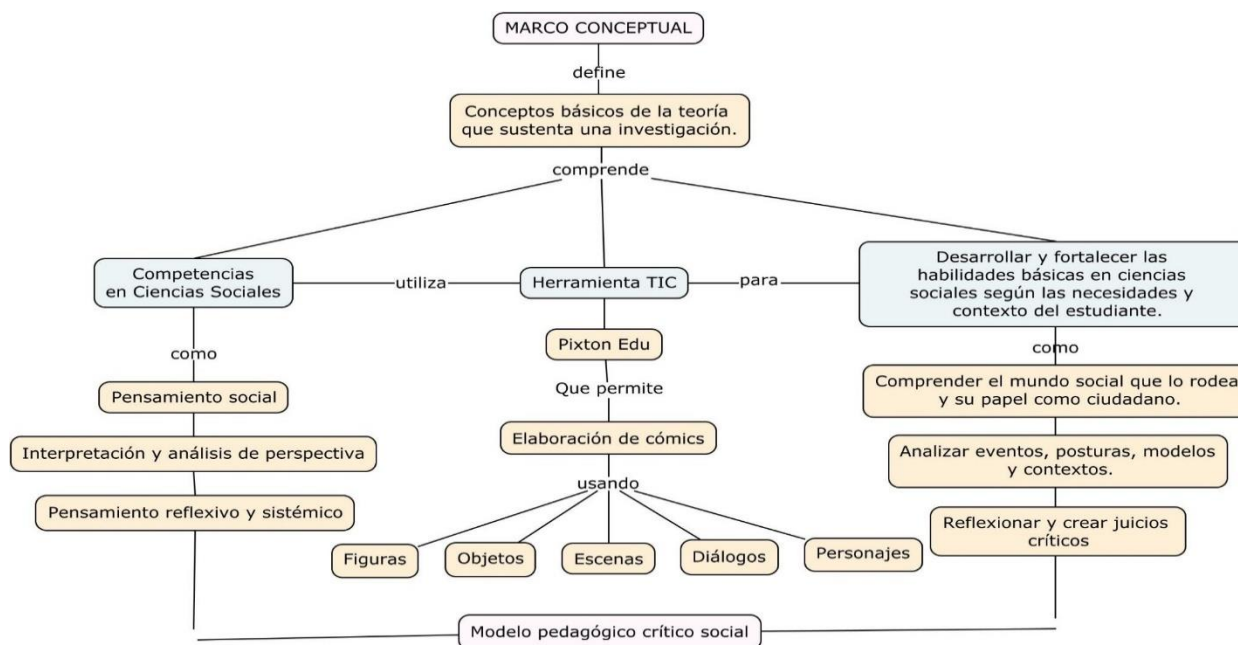 MARCO CONCEPTUAL
define
Conceptos básicos de la teoría
que sustenta una investigación.
comprende
Competencias
en Ciencias Sociales
utiliza
Herramienta TIC
para
Desarrollar y fortalecer las
habilidades básicas en ciencias
sociales según las necesidades y
contexto del estudiante.
como
Pensamiento social
Interpretación y análisis de perspectiva
Pensamiento reflexivo y sistémico
Pixton Edu
Que permite
Elaboración de cómics
usando
Figuras
Objetos
Escenas
Diálogos
Personajes
como
Comprender el mundo social que lo rodea
y su papel como ciudadano.
Analizar eventos, posturas, modelos
y contextos.
Reflexionar y crear juicios
críticos
Modelo pedagógico crítico social